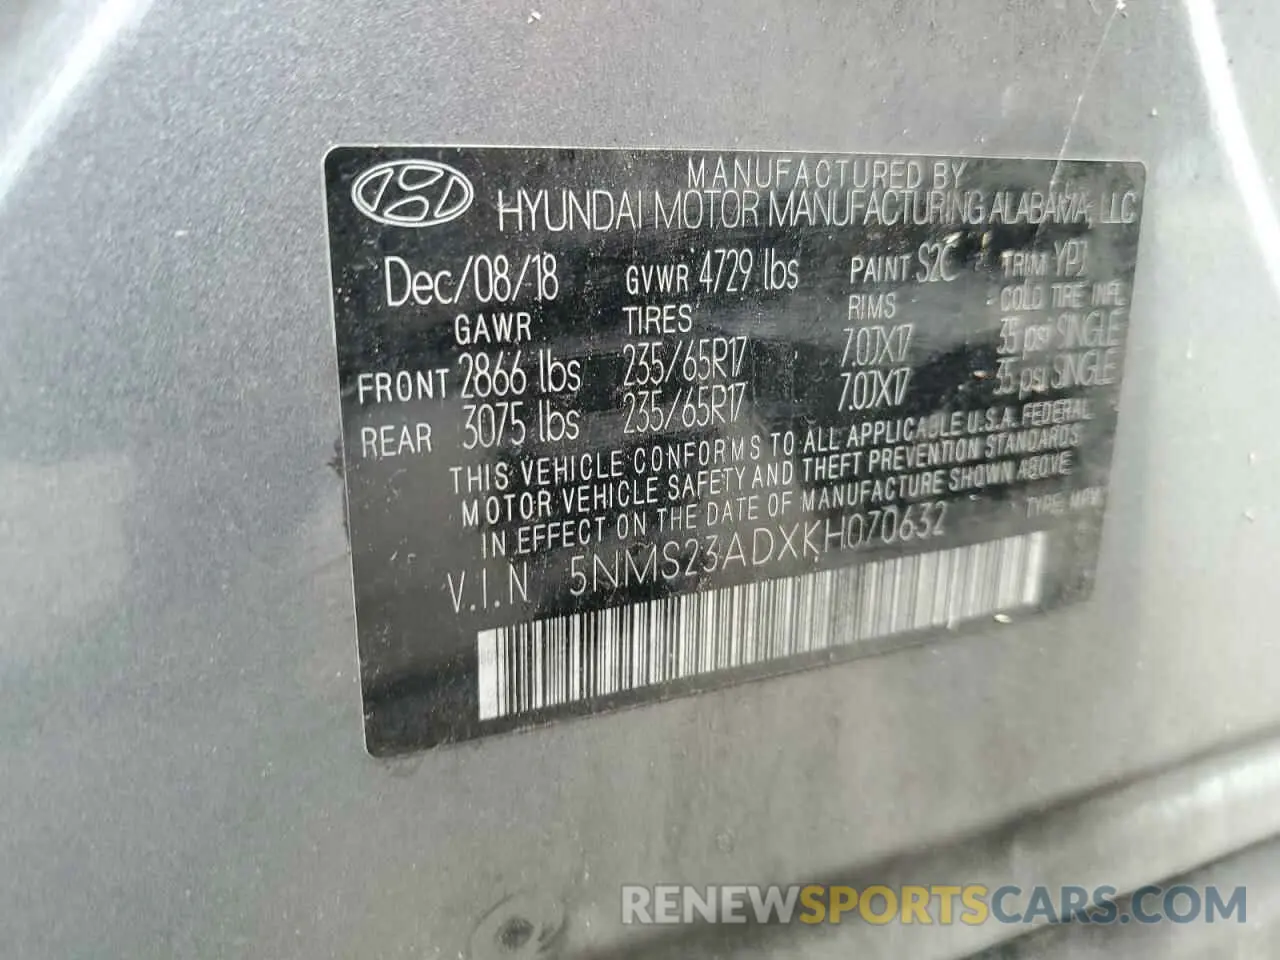 MANUFACTURED BY
HYUNDAI MOTOR MANUFACTURING ALABAMA, LLC
Dec/08/18 GVWR 4729 lbs PAINT S2C TRIM YPJ
GAWR TIRES RIMS COLD TIRE INFL
FRONT 2866 lbs 235/65R17 7.0JX17 35 psi SINGLE
REAR 3075 lbs 235/65R17 7.0JX17 35 psi SINGLE
THIS VEHICLE CONFORMS TO ALL APPLICABLE U.S.A. FEDERAL
MOTOR VEHICLE SAFETY AND THEFT PREVENTION STANDARDS
IN EFFECT ON THE DATE OF MANUFACTURE SHOWN ABOVE
V.I.N 5NMS23ADXKH070632 TYPE: MPV
RENEWSPORTSCARS.COM